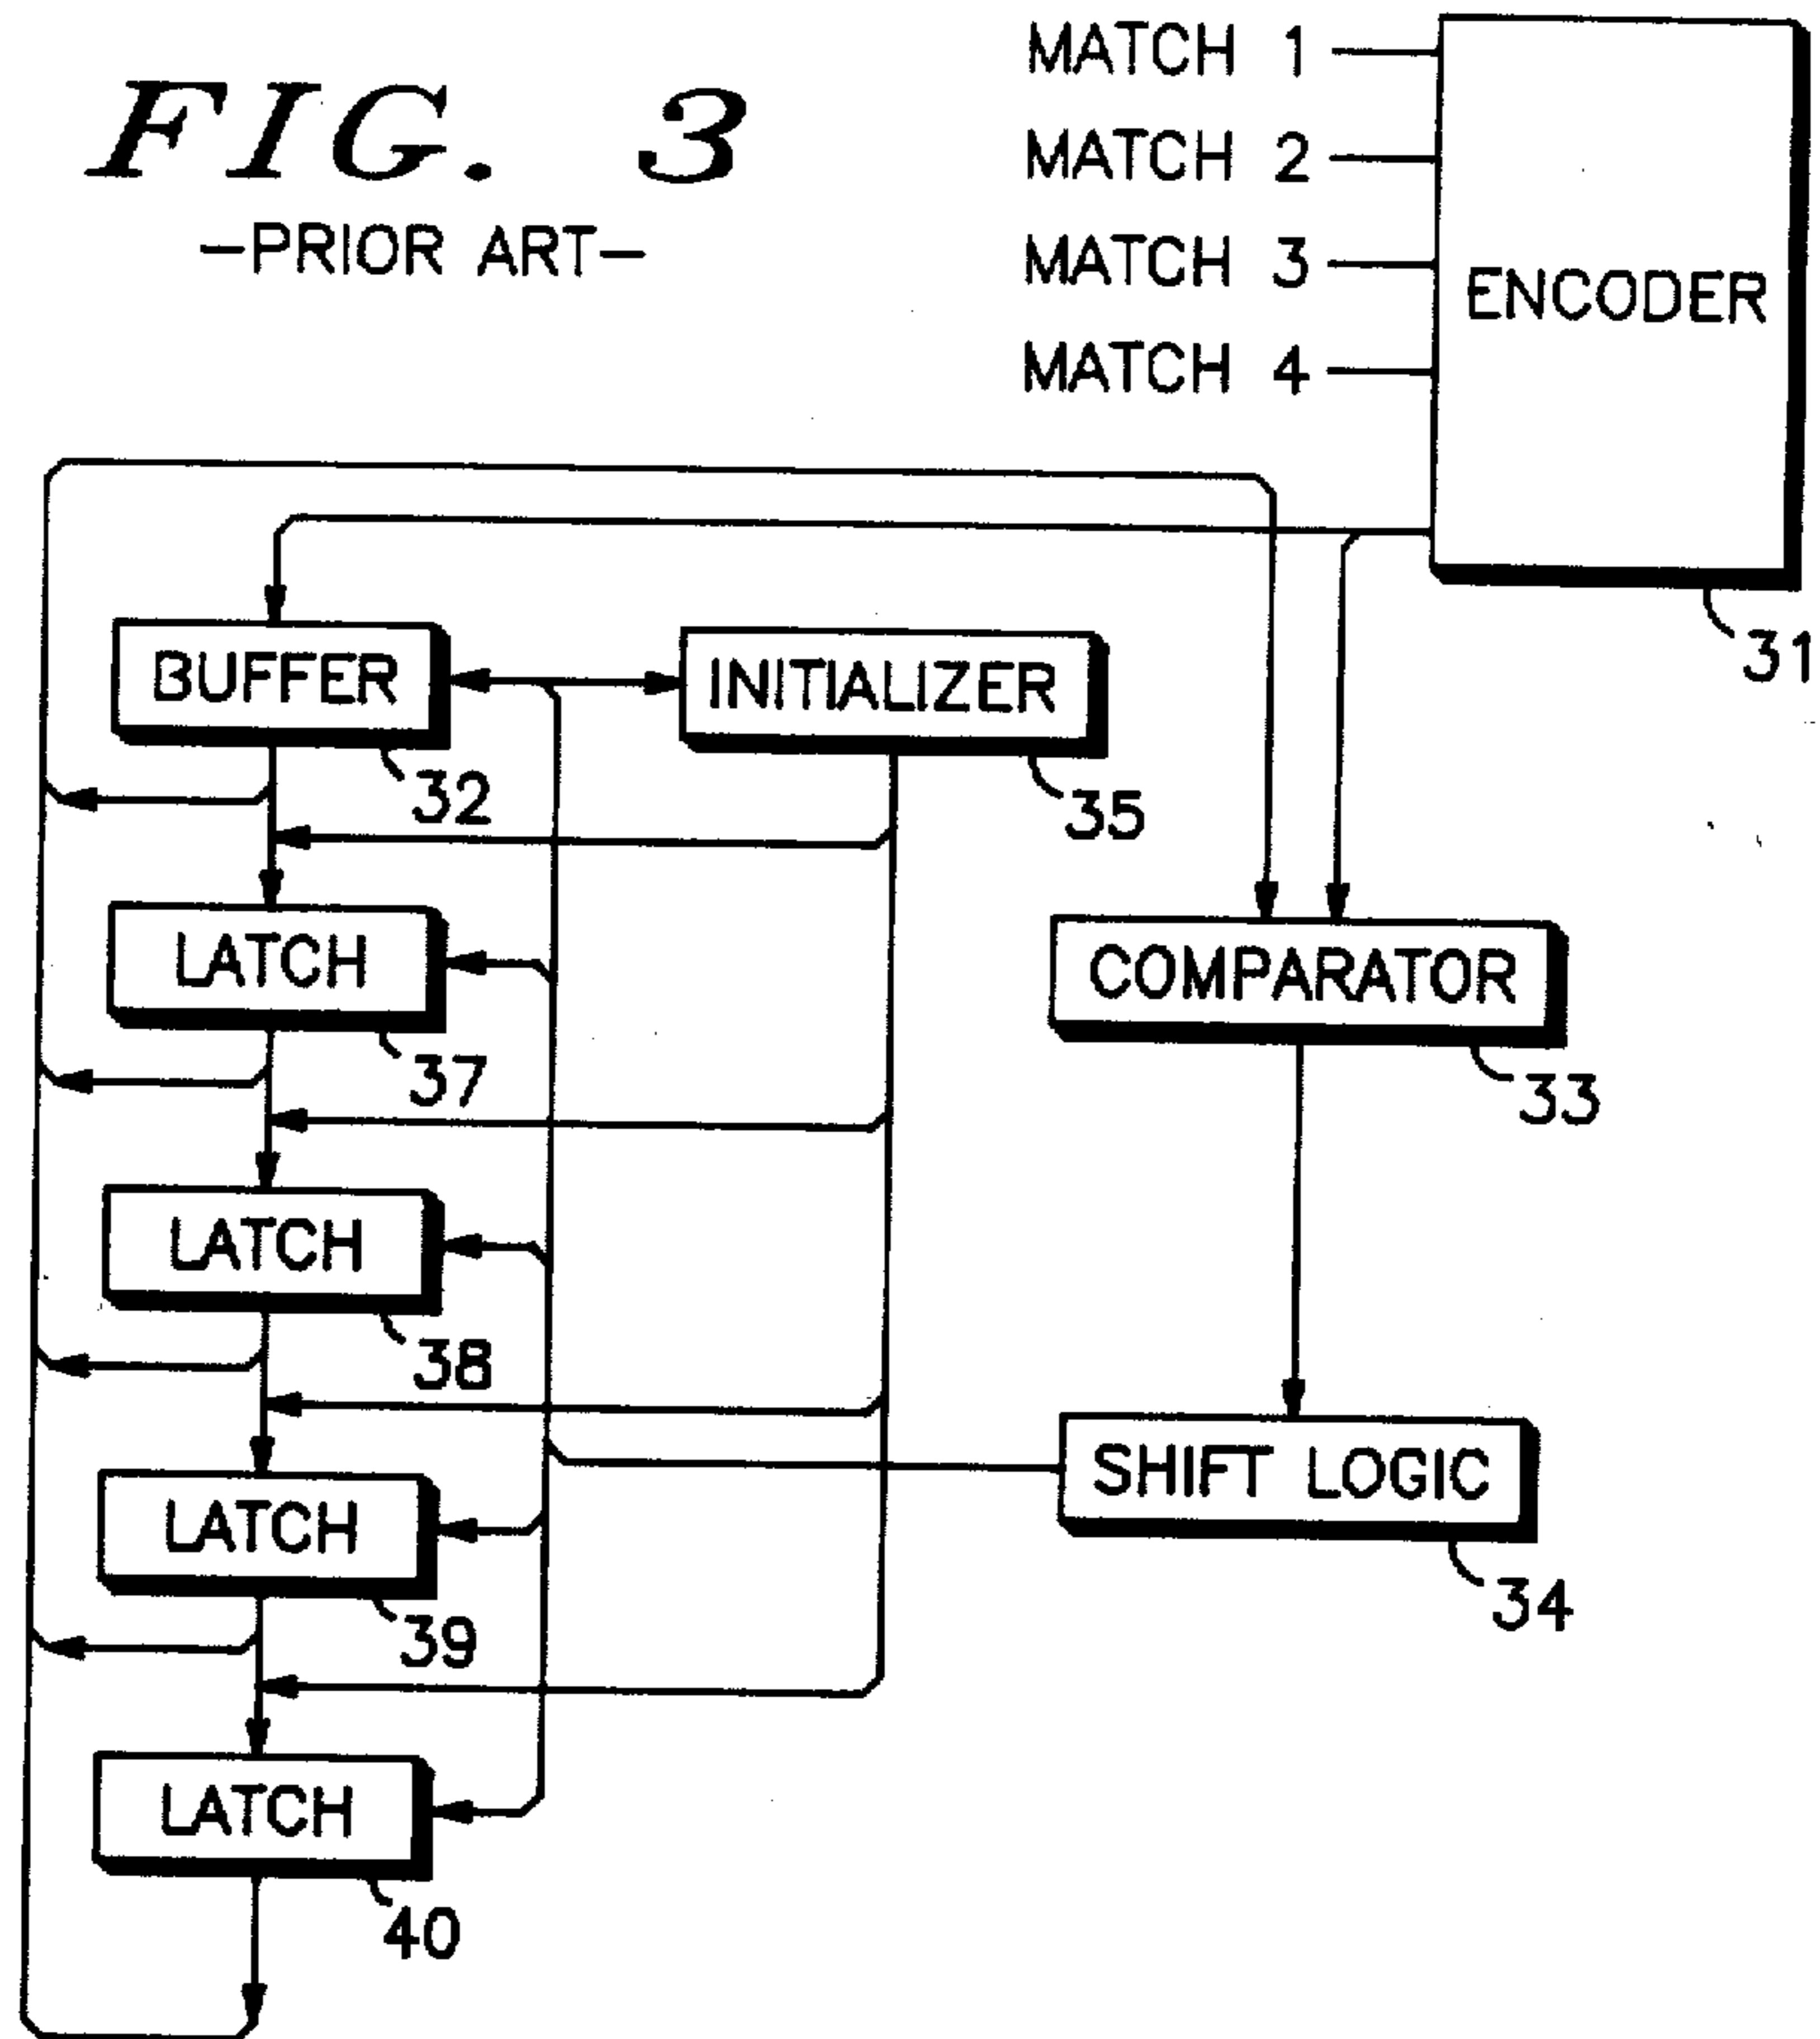 FIG. 3
-PRIOR ART-
MATCH 1
MATCH 2
MATCH 3
MATCH 4
ENCODER
31
BUFFER
32
INITIALIZER
35
LATCH
37
COMPARATOR
33
LATCH
38
SHIFT LOGIC
34
LATCH
39
LATCH
40